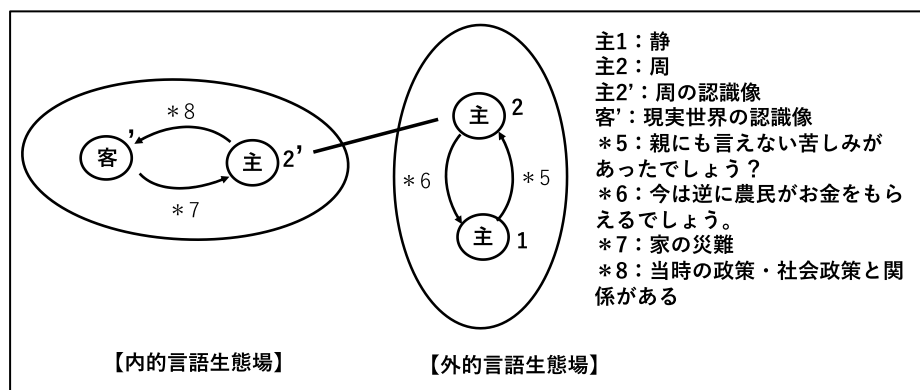 ＊8
’
客
主
2’
＊7
主
2
＊6
＊5
主
1
【内的言語生態場】
【外的言語生態場】
主1：静
主2：周
主2’：周の認識像
客’：現実世界の認識像
＊5：親にも言えない苦しみが
あったでしょう？
＊6：今は逆に農民がお金をもら
えるでしょう。
＊7：家の災難
＊8：当時の政策・社会政策と関
係がある